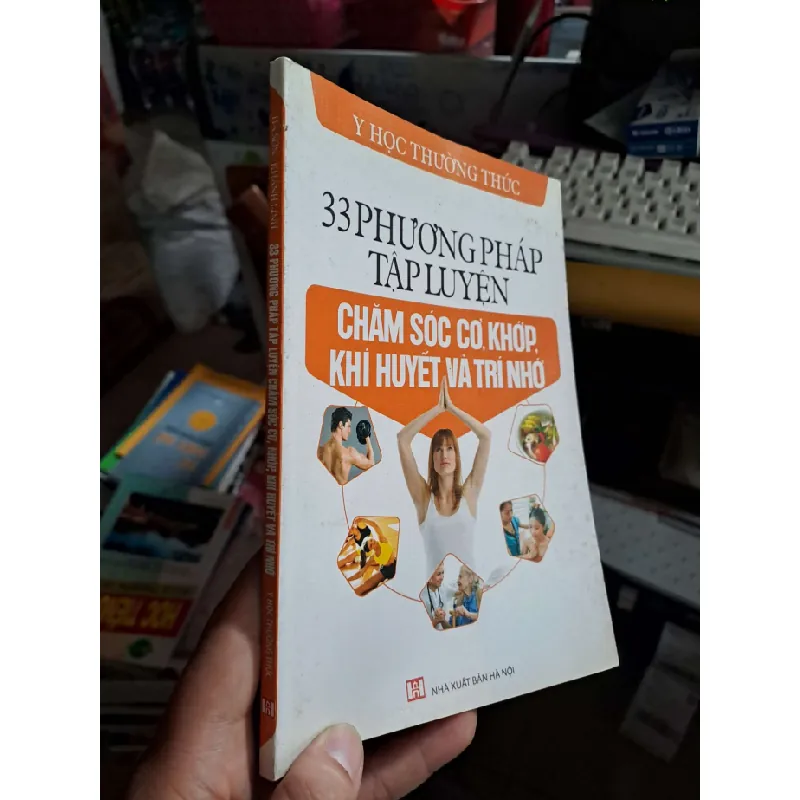 Y HỌC THƯỜNG THỨC
33 PHƯƠNG PHÁP
TẬP LUYỆN
CHĂM SÓC CƠ, KHỚP,
KHÍ HUYẾT VÀ TRÍ NHỚ
NHÀ XUẤT BẢN HÀ NỘI
33 PHƯƠNG PHÁP TẬP LUYỆN CHĂM SÓC CƠ, KHỚP, KHÍ HUYẾT VÀ TRÍ NHỚ